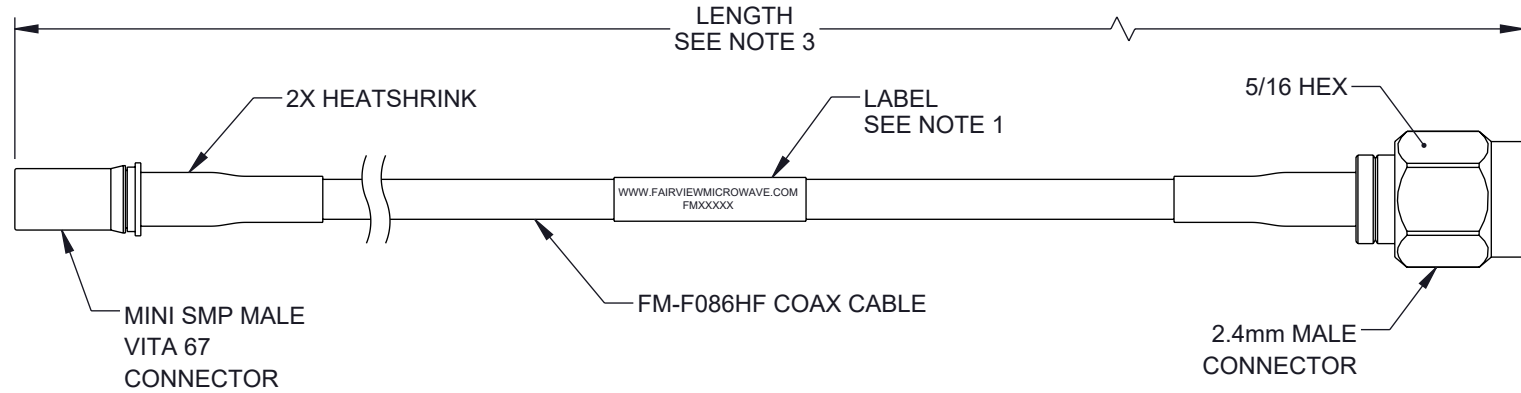 LENGTH
SEE NOTE 3
2X HEATSHRINK
LABEL
SEE NOTE 1
5/16 HEX
WWW.FAIRVIEWMICROWAVE.COM
FMXXXXX
MINI SMP MALE
VITA 67
CONNECTOR
FM-F086HF COAX CABLE
2.4mm MALE
CONNECTOR